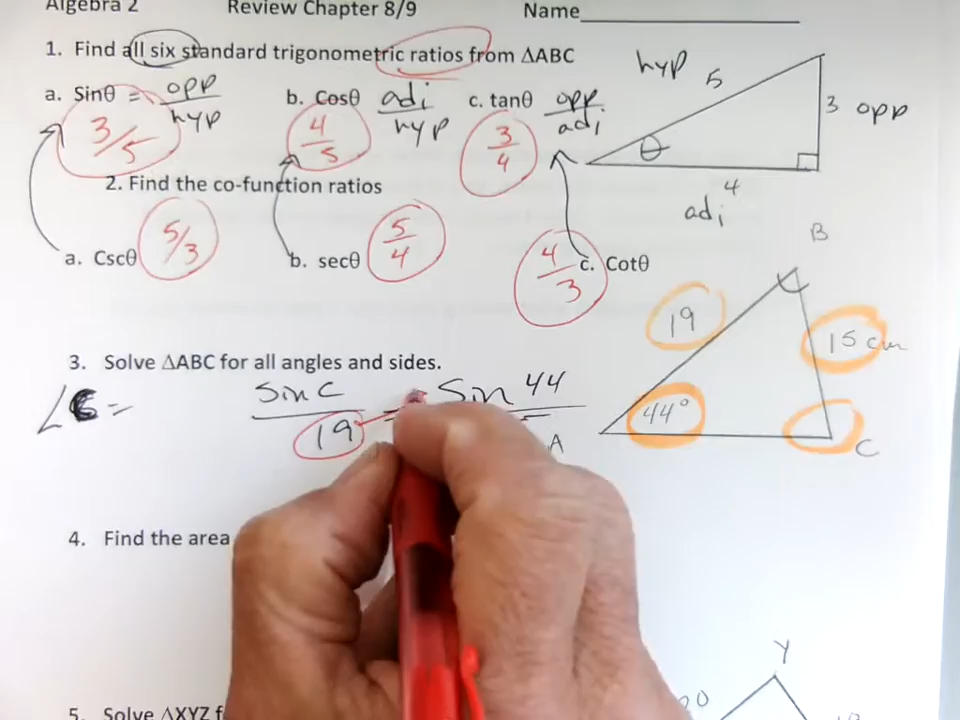 Algebra 2 Review Chapter 8/9 Name
1. Find all six standard trigonometric ratios from ΔABC
hyp 5
a. Sinθ = opp/hyp b. Cosθ adj/hyp c. tanθ opp/adj
3 opp
3/5 4/5 3/4 θ
4
adj
2. Find the co-function ratios
5/3 5/4 4/3
a. Cscθ b. secθ c. Cotθ
B
19 15 cm
3. Solve ΔABC for all angles and sides.
∠C = sin C/19 = Sin 44
44°
A C
4. Find the area
Y
5. Solve ΔXYZ f